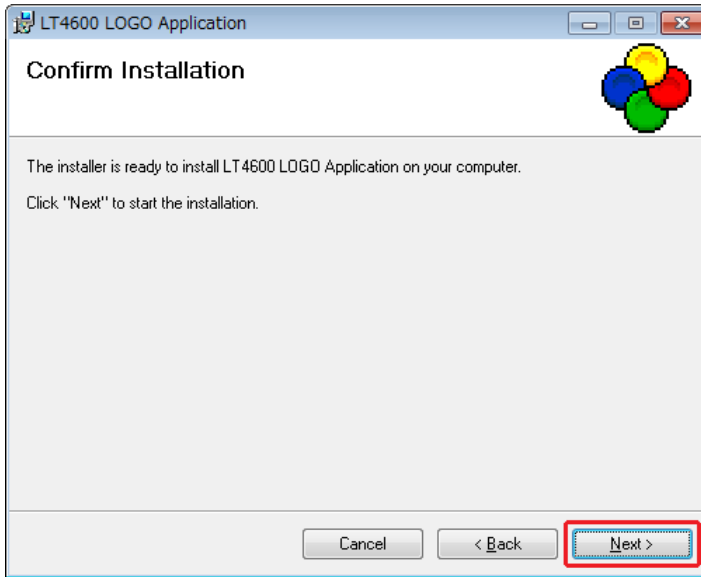 LT4600 LOGO Application
Confirm Installation
The installer is ready to install LT4600 LOGO Application on your computer.
Click "Next" to start the installation.
Cancel
< Back
Next >